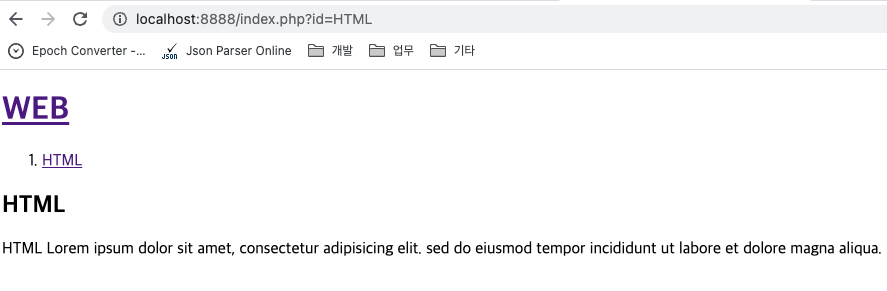 localhost:8888/index.php?id=HTML
Epoch Converter -... JSON Json Parser Online 개발 업무 기타
WEB
1. HTML
HTML
HTML Lorem ipsum dolor sit amet, consectetur adipisicing elit. sed do eiusmod tempor incididunt ut labore et dolore magna aliqua.